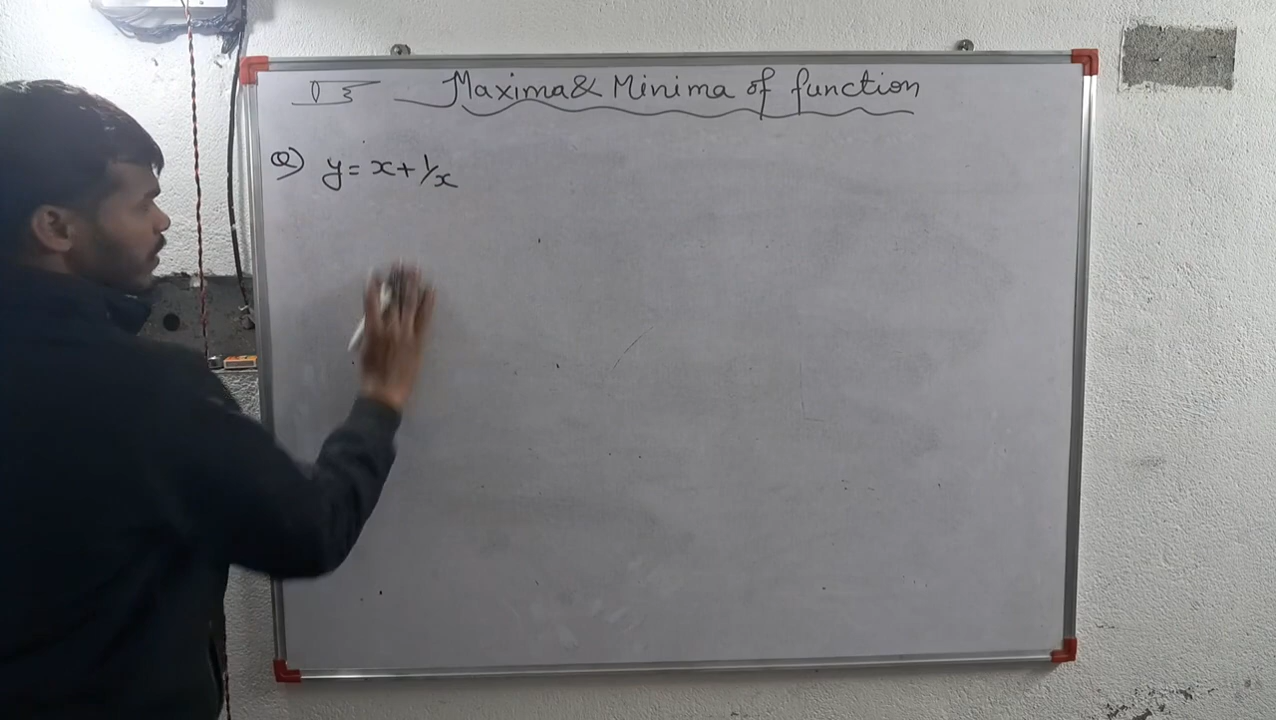 Maxima & Minima of function
Q) y = x + 1/x